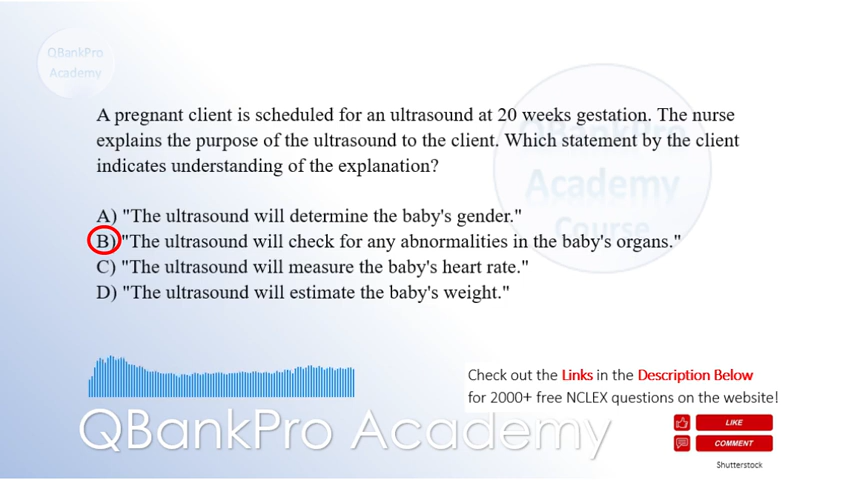 QBankPro
Academy
A pregnant client is scheduled for an ultrasound at 20 weeks gestation. The nurse
explains the purpose of the ultrasound to the client. Which statement by the client
indicates understanding of the explanation?
QBankPro
Academy
Course
A) "The ultrasound will determine the baby's gender."
B) "The ultrasound will check for any abnormalities in the baby's organs."
C) "The ultrasound will measure the baby's heart rate."
D) "The ultrasound will estimate the baby's weight."
Check out the Links in the Description Below
for 2000+ free NCLEX questions on the website!
QBankPro Academy
LIKE
COMMENT
Shutterstock